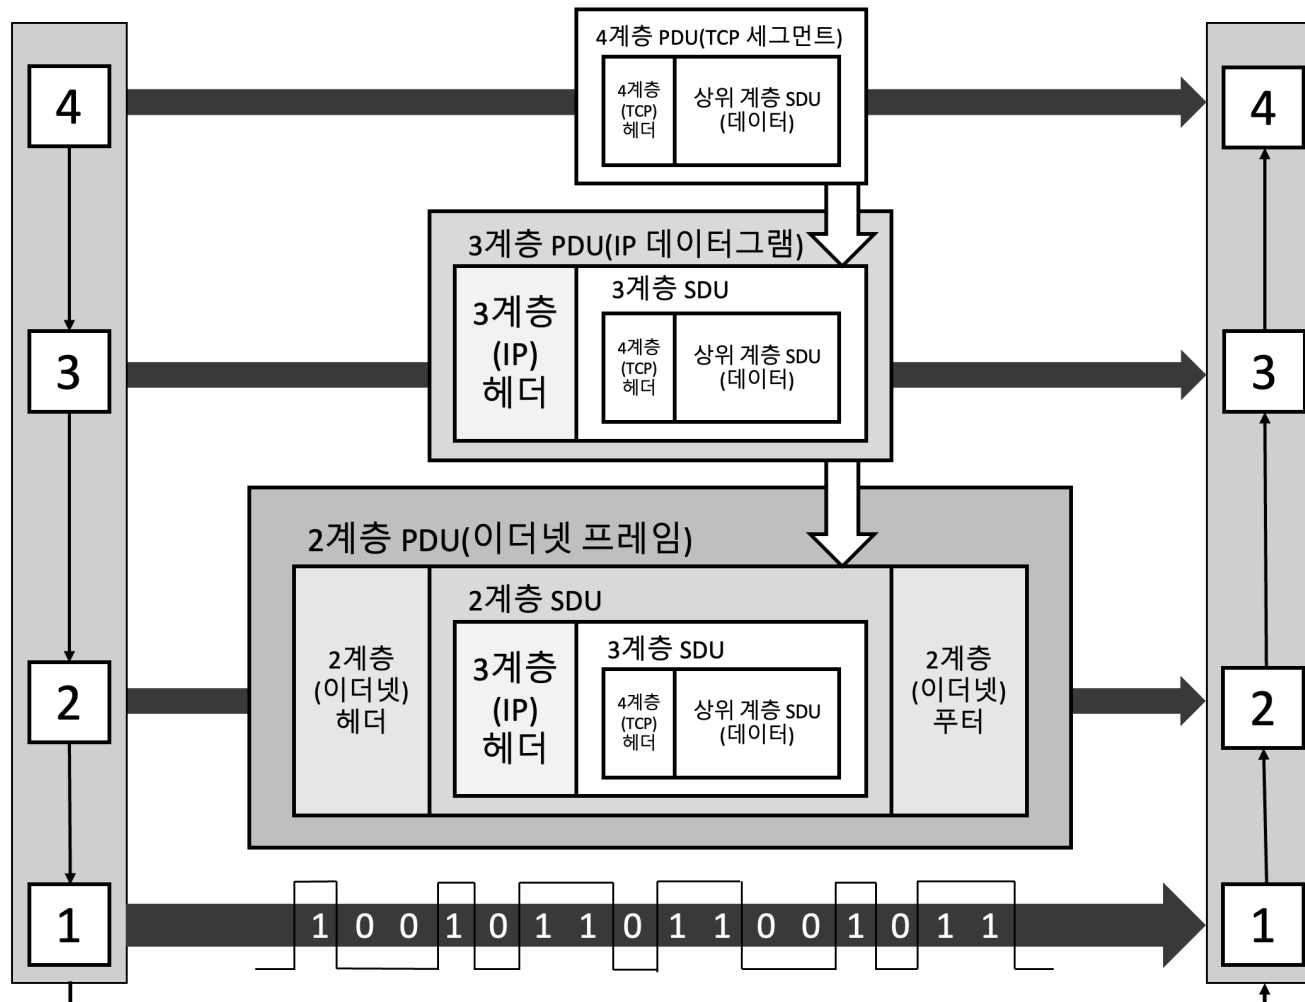 4계층 PDU(TCP 세그먼트)
4
4계층
(TCP)
헤더
상위 계층 SDU
(데이터)
4
3계층 PDU(IP 데이터그램)
3
3계층
(IP)
헤더
3계층 SDU
4계층
(TCP)
헤더
상위 계층 SDU
(데이터)
3
2계층 PDU(이더넷 프레임)
2
2계층
(이더넷)
헤더
2계층 SDU
3계층
(IP)
헤더
3계층 SDU
4계층
(TCP)
헤더
상위 계층 SDU
(데이터)
2계층
(이더넷)
푸터
2
1
1 0 0 1 0 1 1 0 1 1 0 0 1 0 1 1
1